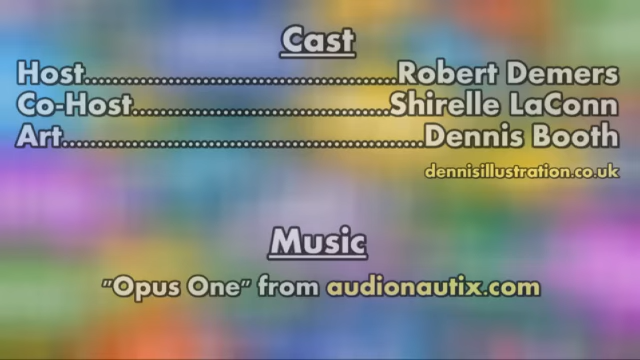 Cast
Host.............................................Robert Demers
Co-Host.....................................Shirelle LaConn
Art....................................................Dennis Booth
dennisillustration.co.uk
Music
"Opus One" from audionautix.com